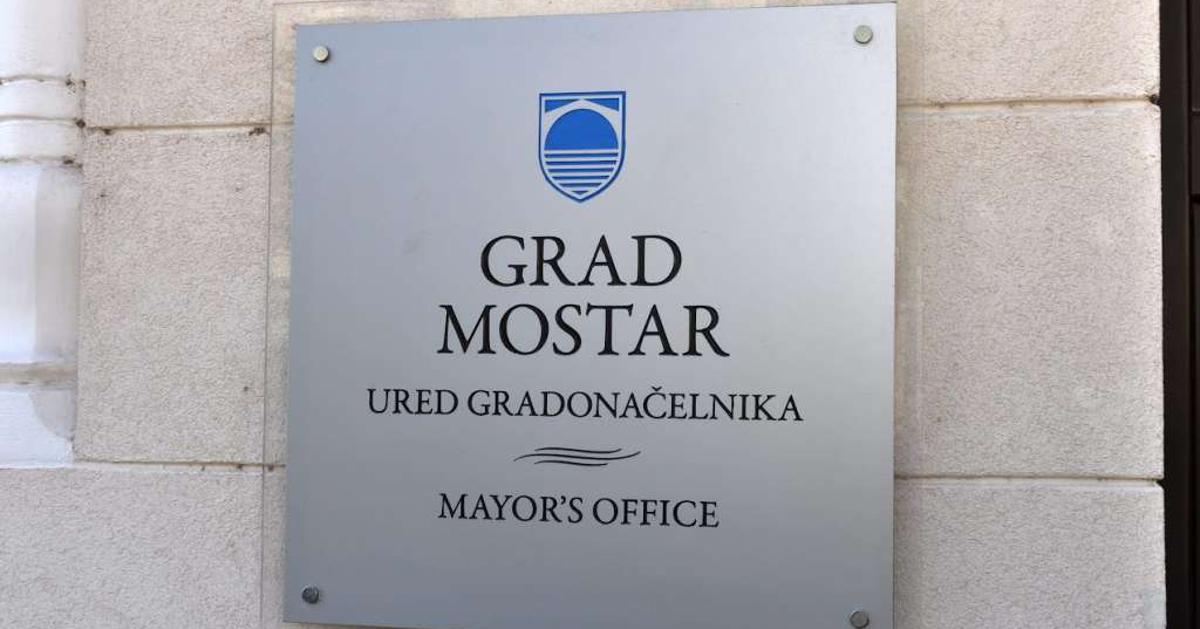 GRAD
MOSTAR
URED GRADONAČELNIKA
MAYOR'S OFFICE